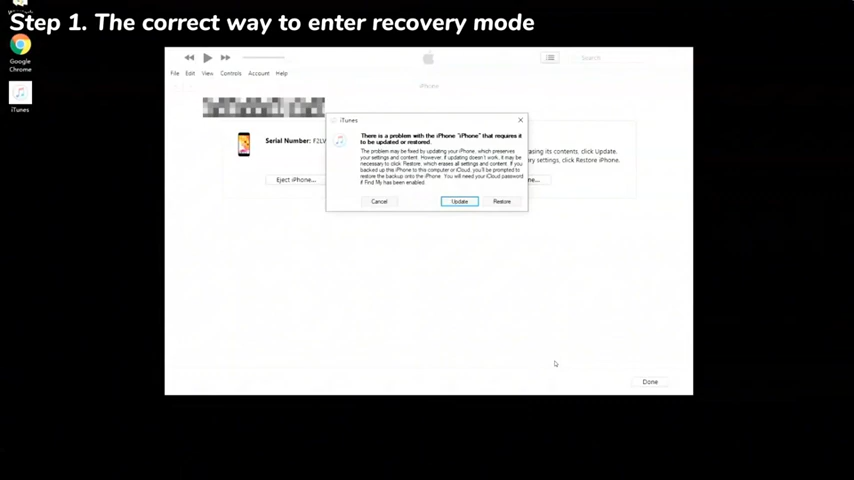 Step 1. The correct way to enter recovery mode
Google
Chrome
iTunes
Search
File Edit View Controls Account Help
iPhone
iTunes
There is a problem with the iPhone "iPhone" that requires it
to be updated or restored.
The problem may be fixed by updating your iPhone, which preserves
your settings and content. However, if updating doesn't work, it may be
necessary to click Restore, which erases all settings and content. If you
backed up this iPhone to this computer or iCloud, you'll be prompted to
restore the backup onto the iPhone. You will need your iCloud password
if Find My has been enabled.
Cancel Update Restore
Serial Number: F2LV
asing its contents, click Update.
ry settings, click Restore iPhone.
Eject iPhone...
ne...
Done